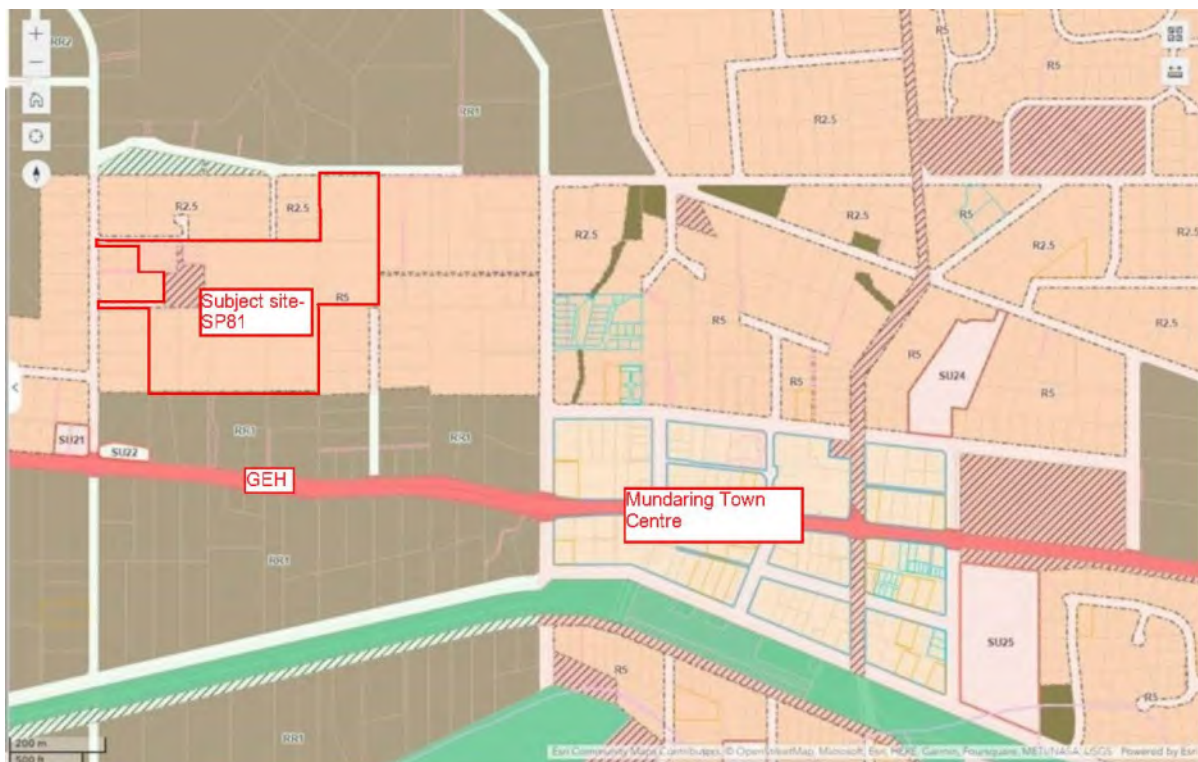 RR2
R5
RR1
R2.5
R5
R2.5
R2.5
R2.5
R2.5
R5
R2.5
R2.5
Subject site-
SP81
R5
R5
R2.5
R5
R5
SU24
R5
SU21
SU22
RR1
RR1
GEH
Mundaring Town
Centre
RR1
SU25
R5
R5
RR1
200 m
500 ft
Esri Community Maps Contributors, © OpenStreetMap, Microsoft, Esri, HERE, Garmin, Foursquare, METI/NASA, USGS
Powered by Esri